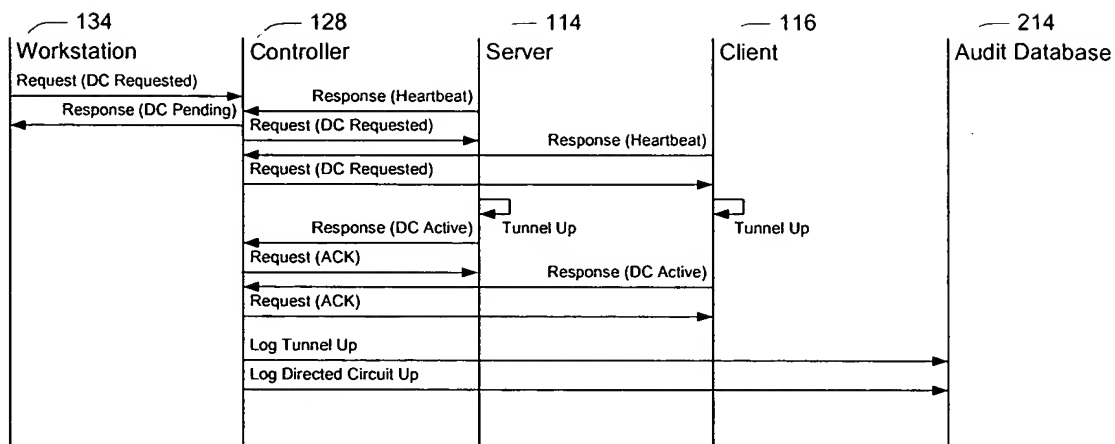 134 128 114 116 214
Workstation Controller Server Client Audit Database
Request (DC Requested)
Response (Heartbeat)
Response (DC Pending)
Request (DC Requested)
Response (Heartbeat)
Request (DC Requested)
Tunnel Up Tunnel Up
Response (DC Active)
Request (ACK)
Response (DC Active)
Request (ACK)
Log Tunnel Up
Log Directed Circuit Up